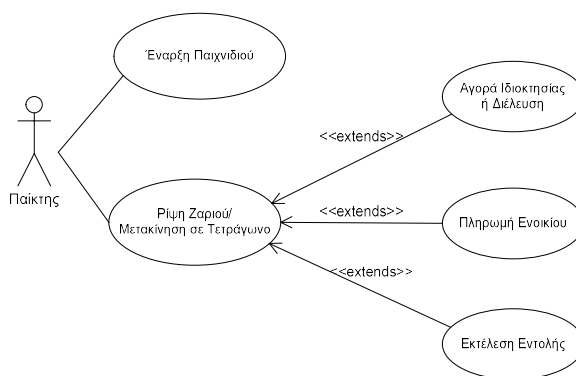 Έναρξη Παιχνιδιού
Αγορά Ιδιοκτησίας
ή Διέλευση
<<extends>>
Παίκτης
Ρίψη Ζαριού/
Μετακίνηση σε Τετράγωνο
<<extends>>
Πληρωμή Ενοικίου
<<extends>>
Εκτέλεση Εντολής